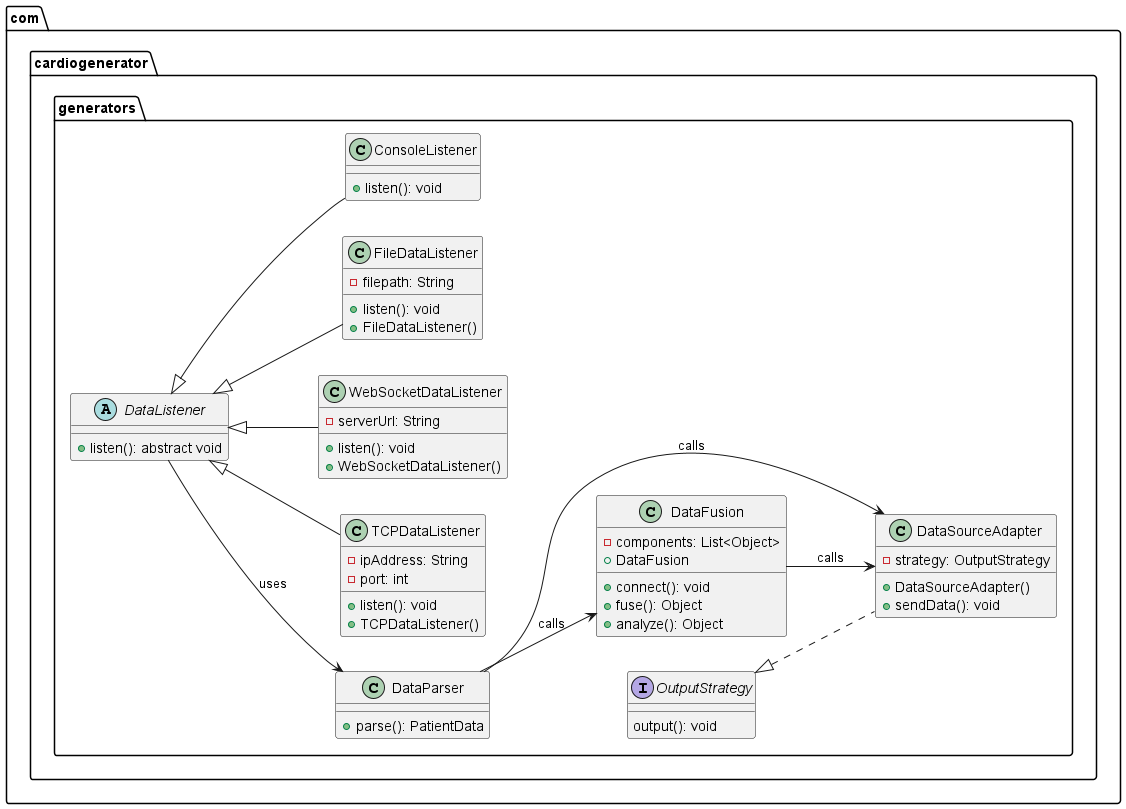 com
cardiogenerator
generators
C ConsoleListener
listen(): void
C FileDataListener
filepath: String
listen(): void
FileDataListener()
C WebSocketDataListener
serverUrl: String
listen(): void
WebSocketDataListener()
A DataListener
listen(): abstract void
C TCPDataListener
ipAddress: String
port: int
listen(): void
TCPDataListener()
uses
calls
C DataFusion
components: List<Object>
DataFusion
connect(): void
fuse(): Object
analyze(): Object
calls
calls
C DataSourceAdapter
strategy: OutputStrategy
DataSourceAdapter()
sendData(): void
C DataParser
parse(): PatientData
I OutputStrategy
output(): void